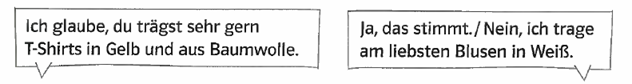 Ich glaube, du trägst sehr gern
T-Shirts in Gelb und aus Baumwolle.
Ja, das stimmt./Nein, ich trage
am liebsten Blusen in Weiß.